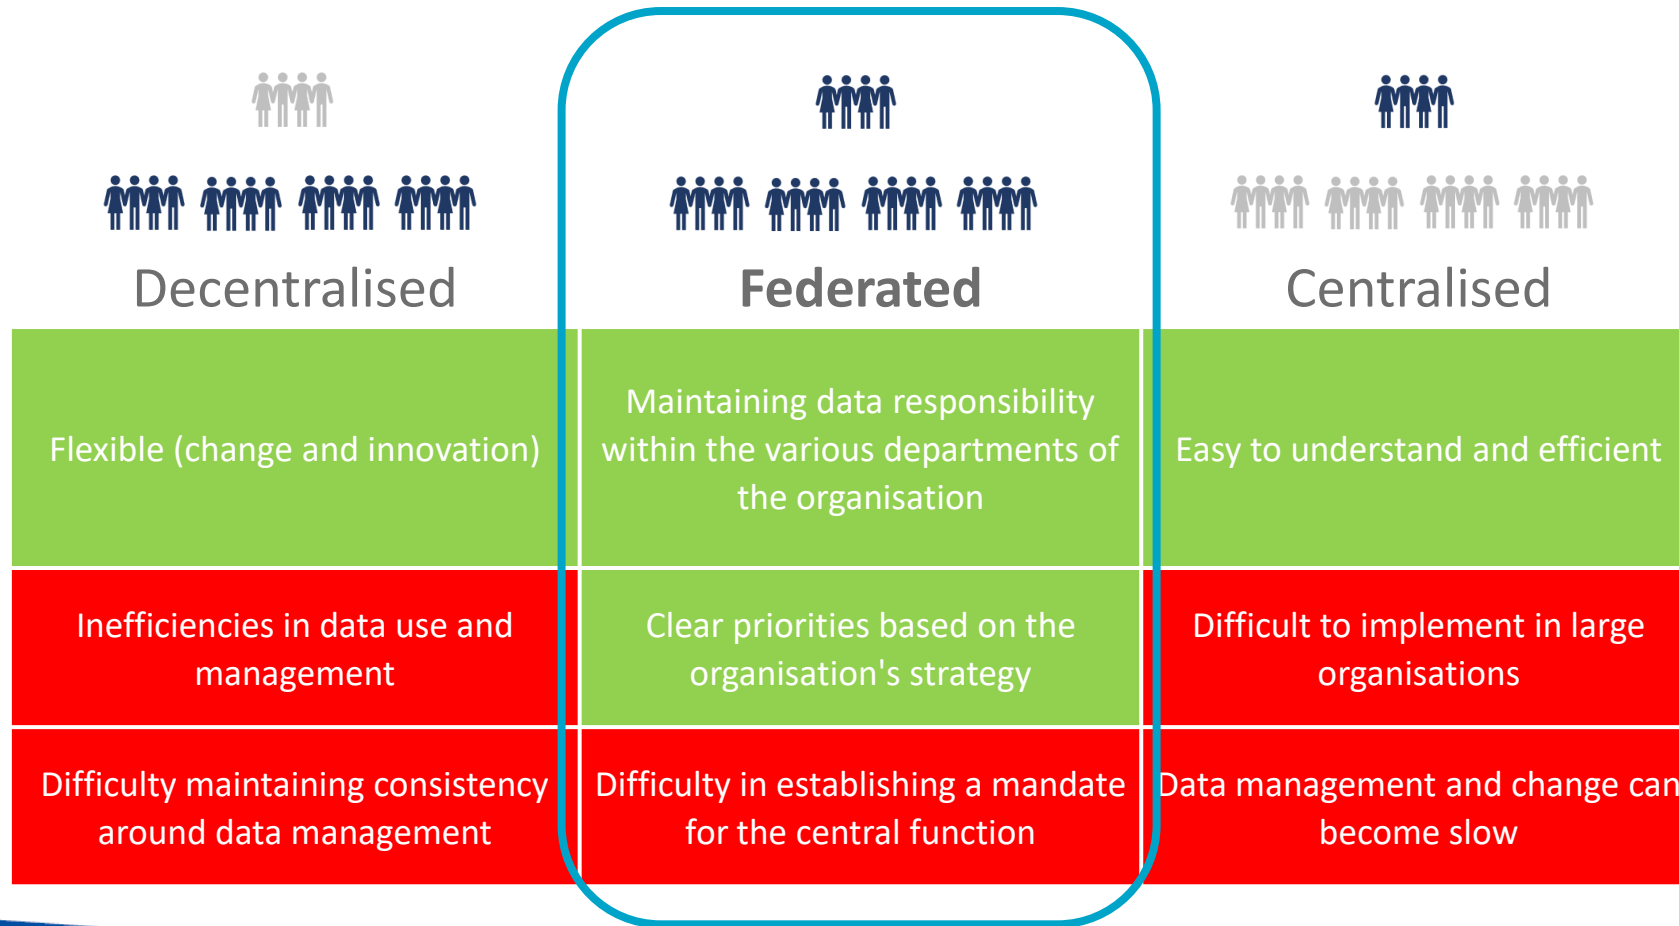 Decentralised
Federated
Centralised
Flexible (change and innovation)
Maintaining data responsibility
within the various departments of
the organisation
Easy to understand and efficient
Inefficiencies in data use and
management
Clear priorities based on the
organisation's strategy
Difficult to implement in large
organisations
Difficulty maintaining consistency
around data management
Difficulty in establishing a mandate
for the central function
Data management and change can
become slow